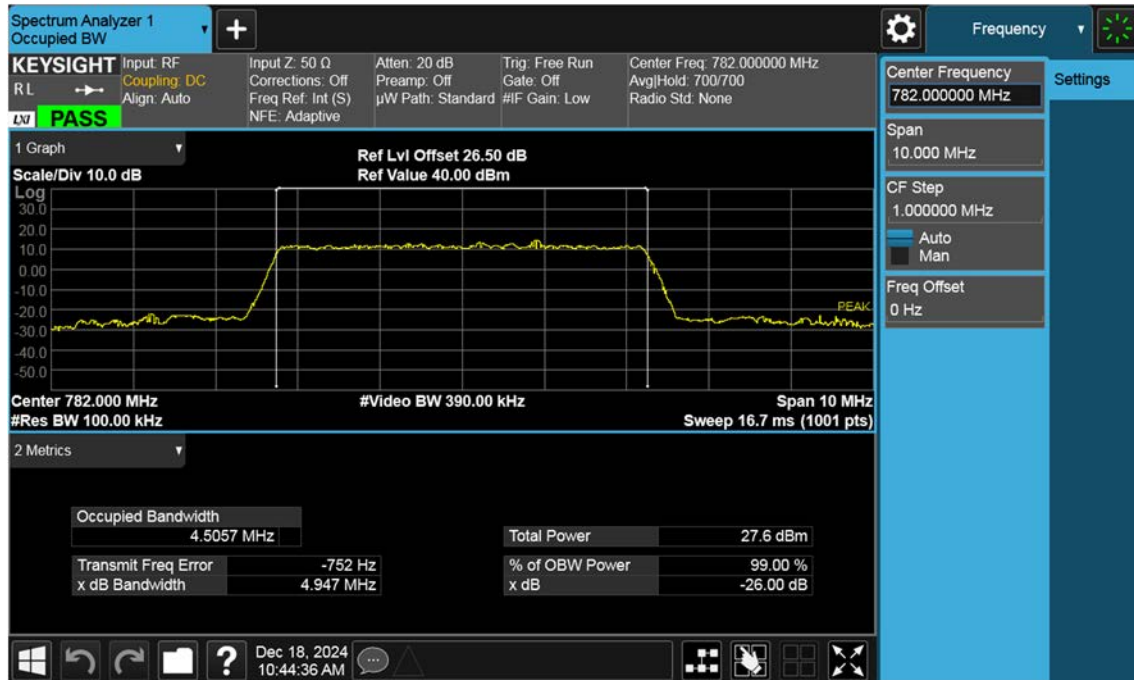 Spectrum Analyzer 1
Occupied BW
Frequency
KEYSIGHT
RL
LXI
PASS
Input: RF
Coupling: DC
Align: Auto
Input Z: 50 Ω
Corrections: Off
Freq Ref: Int (S)
NFE: Adaptive
Atten: 20 dB
Preamp: Off
µW Path: Standard
Trig: Free Run
Gate: Off
#IF Gain: Low
Center Freq: 782.000000 MHz
Avg|Hold: 700/700
Radio Std: None
Center Frequency
782.000000 MHz
Settings
Span
10.000 MHz
CF Step
1.000000 MHz
Auto
Man
Freq Offset
0 Hz
1 Graph
Scale/Div 10.0 dB
Ref Lvl Offset 26.50 dB
Ref Value 40.00 dBm
Log
30.0
20.0
10.0
0.00
-10.0
-20.0
-30.0
-40.0
-50.0
PEAK
Center 782.000 MHz
#Video BW 390.00 kHz
Span 10 MHz
#Res BW 100.00 kHz
Sweep 16.7 ms (1001 pts)
2 Metrics
Occupied Bandwidth
4.5057 MHz
Total Power 27.6 dBm
Transmit Freq Error -752 Hz
% of OBW Power 99.00 %
x dB Bandwidth 4.947 MHz
x dB -26.00 dB
?
Dec 18, 2024
10:44:36 AM